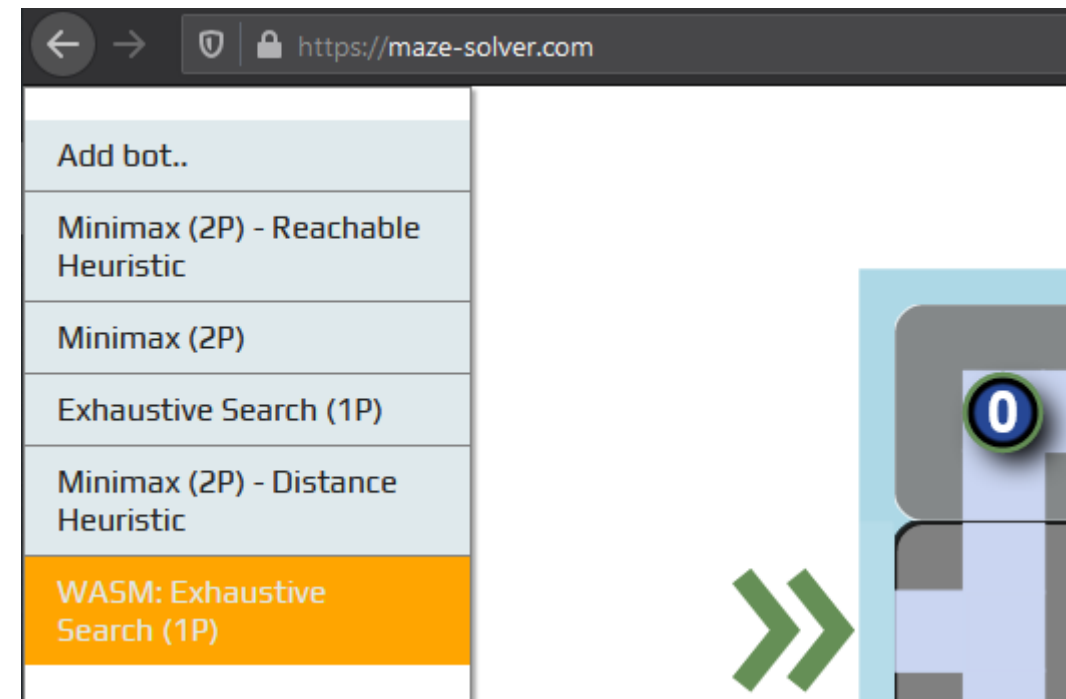 https://maze-solver.com
Add bot..
Minimax (2P) - Reachable
Heuristic
Minimax (2P)
Exhaustive Search (1P)
Minimax (2P) - Distance
Heuristic
WASM: Exhaustive
Search (1P)
0